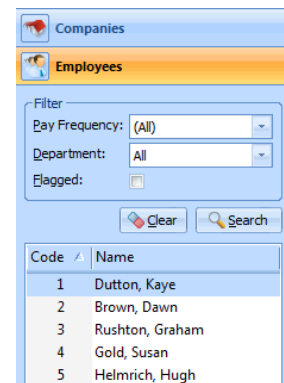 Companies
Employees
Filter
Pay Frequency: (All)
Department: All
Flagged:
Clear Search
Code Name
1 Dutton, Kaye
2 Brown, Dawn
3 Rushton, Graham
4 Gold, Susan
5 Helmrich, Hugh